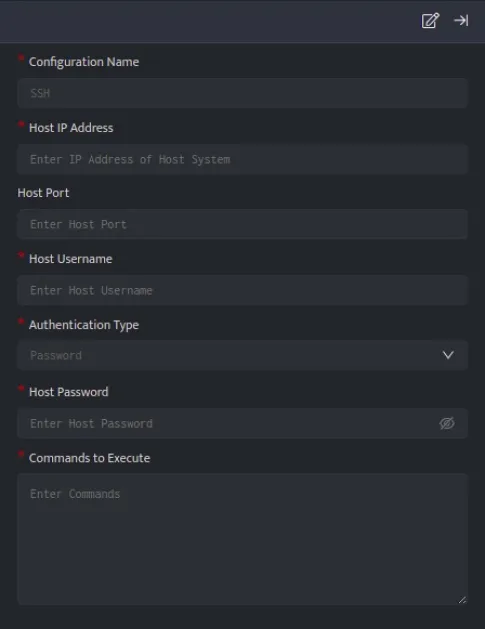 * Configuration Name
SSH
* Host IP Address
Enter IP Address of Host System
Host Port
Enter Host Port
* Host Username
Enter Host Username
* Authentication Type
Password
* Host Password
Enter Host Password
* Commands to Execute
Enter Commands